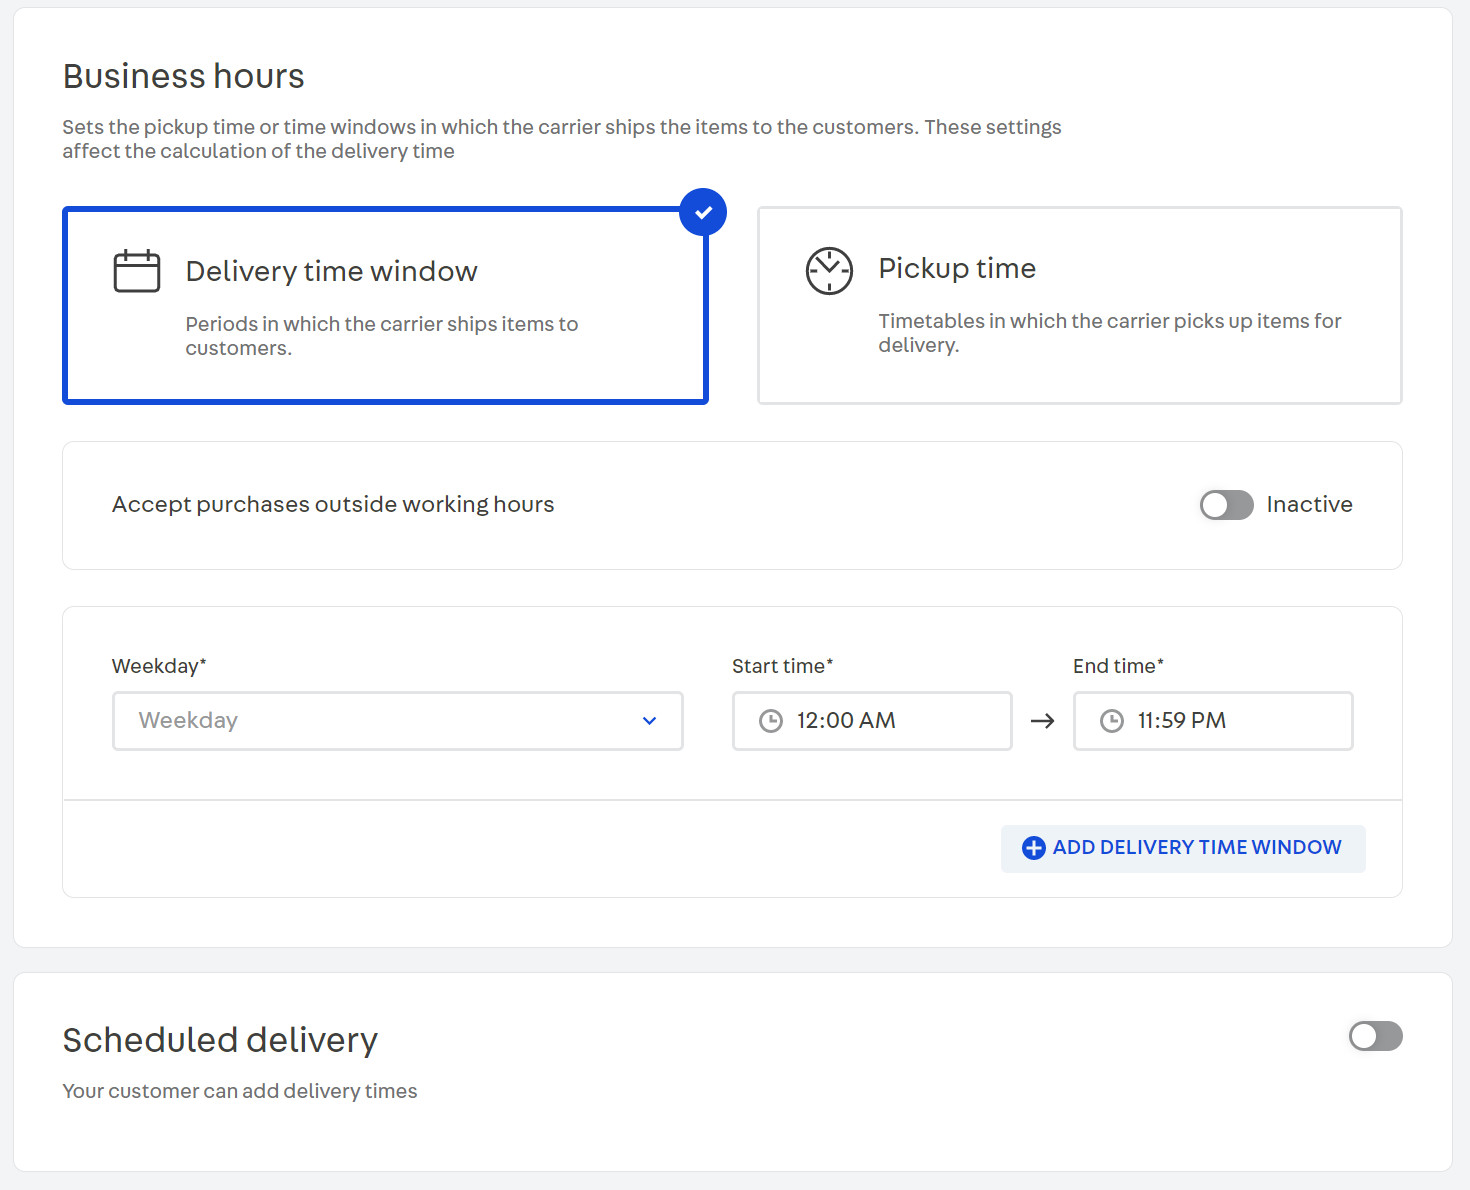 Business hours
Sets the pickup time or time windows in which the carrier ships the items to the customers. These settings
affect the calculation of the delivery time
Delivery time window
Periods in which the carrier ships items to
customers.
Pickup time
Timetables in which the carrier picks up items for
delivery.
Accept purchases outside working hours
Inactive
Weekday*
Start time*
End time*
Weekday
12:00 AM
11:59 PM
ADD DELIVERY TIME WINDOW
Scheduled delivery
Your customer can add delivery times